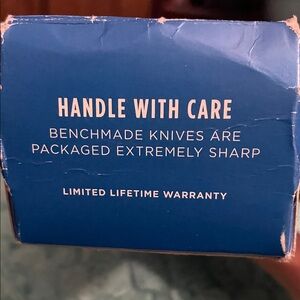 HANDLE WITH CARE
BENCHMADE KNIVES ARE
PACKAGED EXTREMELY SHARP
LIMITED LIFETIME WARRANTY